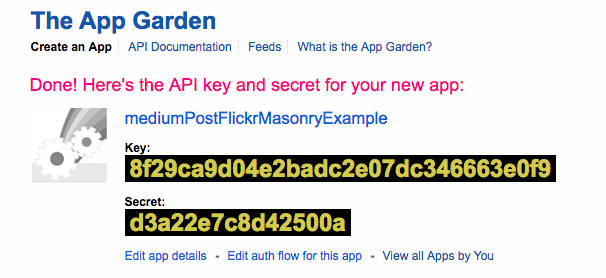 The App Garden
Create an App API Documentation Feeds What is the App Garden?
Done! Here's the API key and secret for your new app:
mediumPostFlickrMasonryExample
Key:
8f29ca9d04e2badc2e07dc346663e0f9
Secret:
d3a22e7c8d42500a
Edit app details - Edit auth flow for this app - View all Apps by You